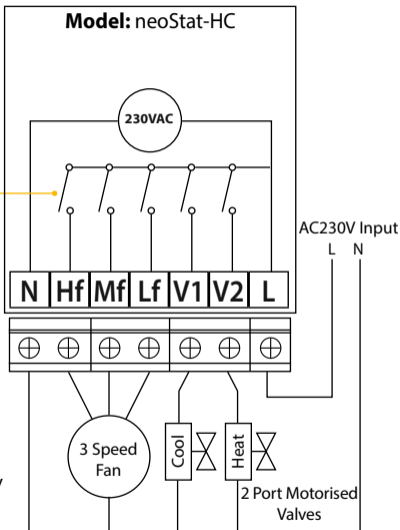 Model: neoStat-HC
230VAC
AC230V Input
L N
N Hf Mf Lf V1 V2 L
3 Speed
Fan
Cool
Heat
2 Port Motorised
Valves